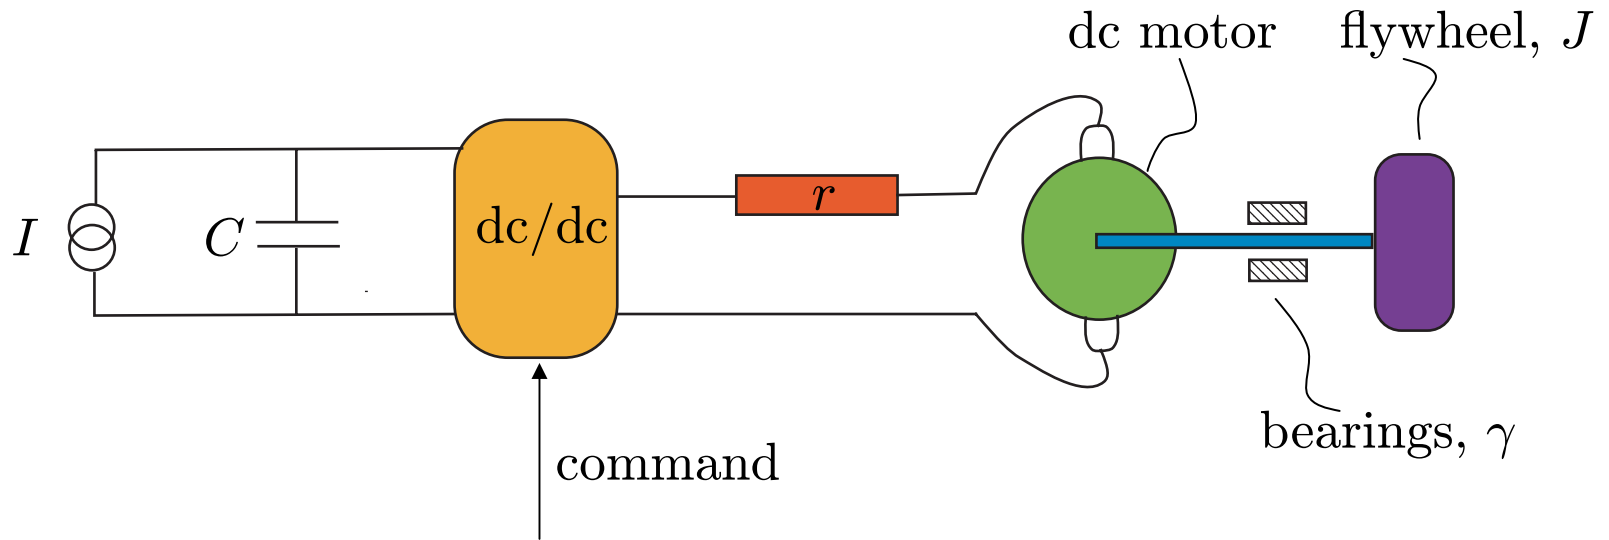 dc motor
flywheel, J
I
C
dc/dc
r
command
bearings, γ